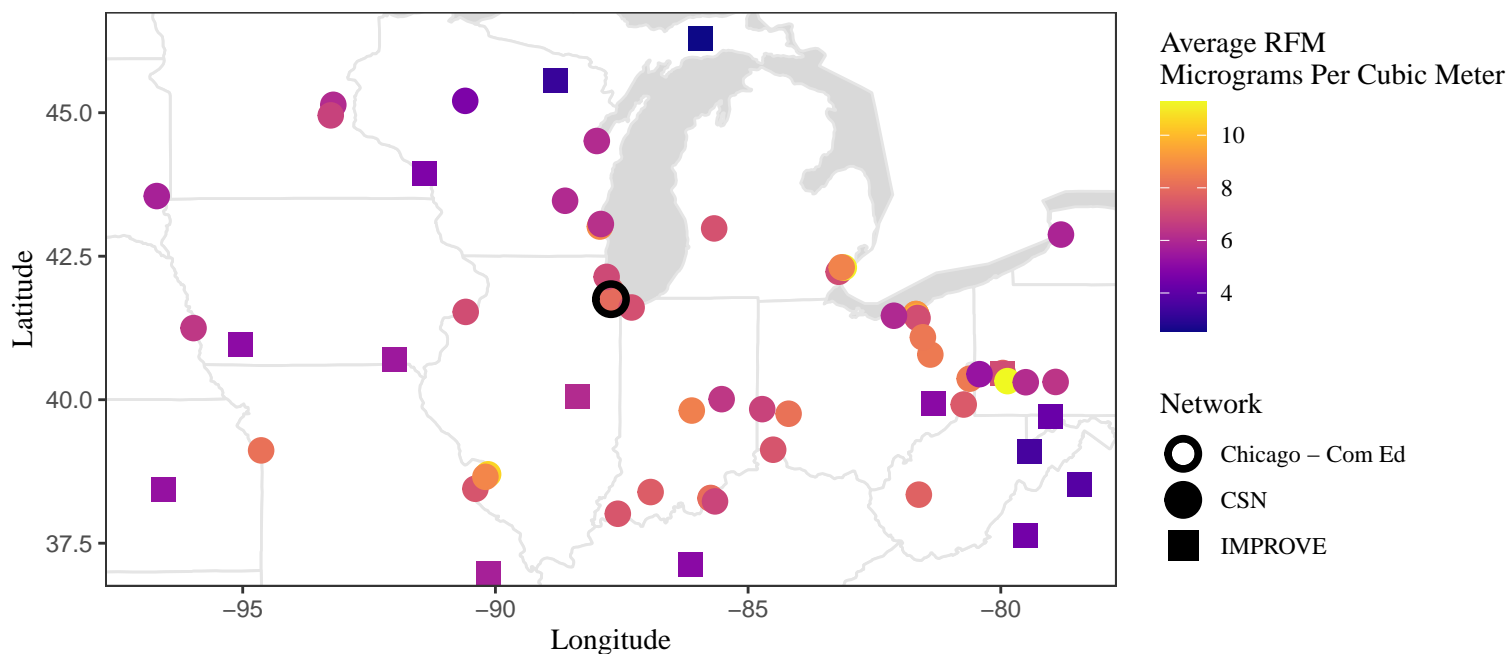 Average RFM
Micrograms Per Cubic Meter
10
8
6
4
Network
Chicago – Com Ed
CSN
IMPROVE
Latitude
45.0
42.5
40.0
37.5
−95
−90
−85
−80
Longitude